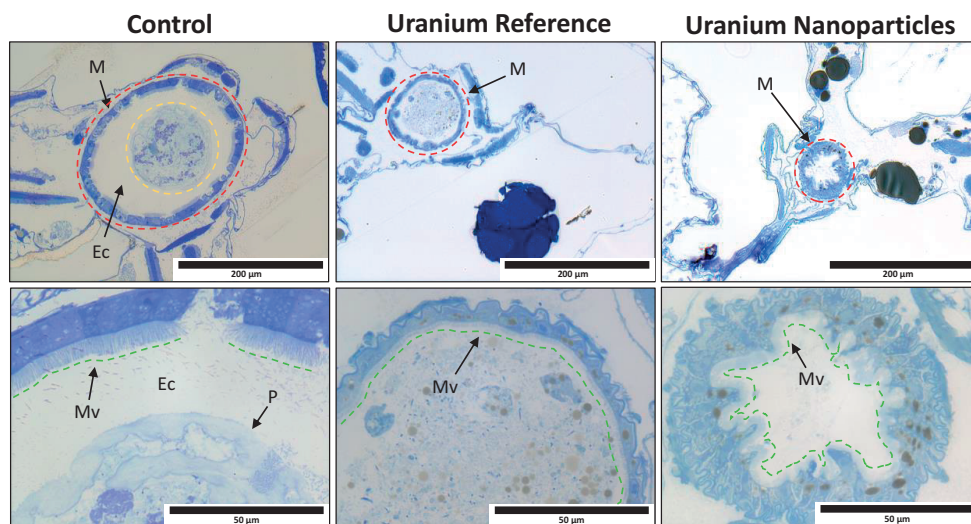 Control
Uranium Reference
Uranium Nanoparticles
M
Ec
200 µm
M
200 µm
M
200 µm
Mv
Ec
P
50 µm
Mv
50 µm
Mv
50 µm